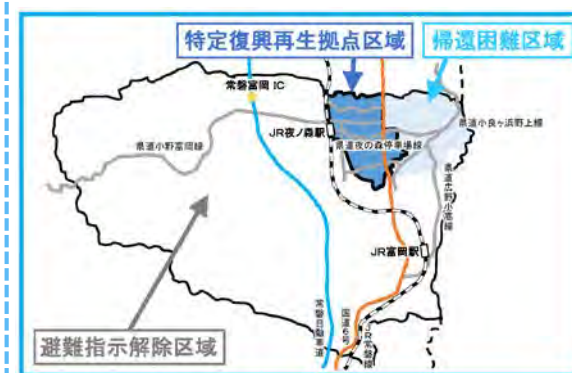 特定復興再生拠点区域
帰還困難区域
常磐富岡 IC
JR夜ノ森駅
県道小良ヶ浜野上線
県道小野富岡線
県道夜の森停車場線
県道広野小高線
JR富岡駅
常磐自動車道
国道6号
JR常磐線
避難指示解除区域